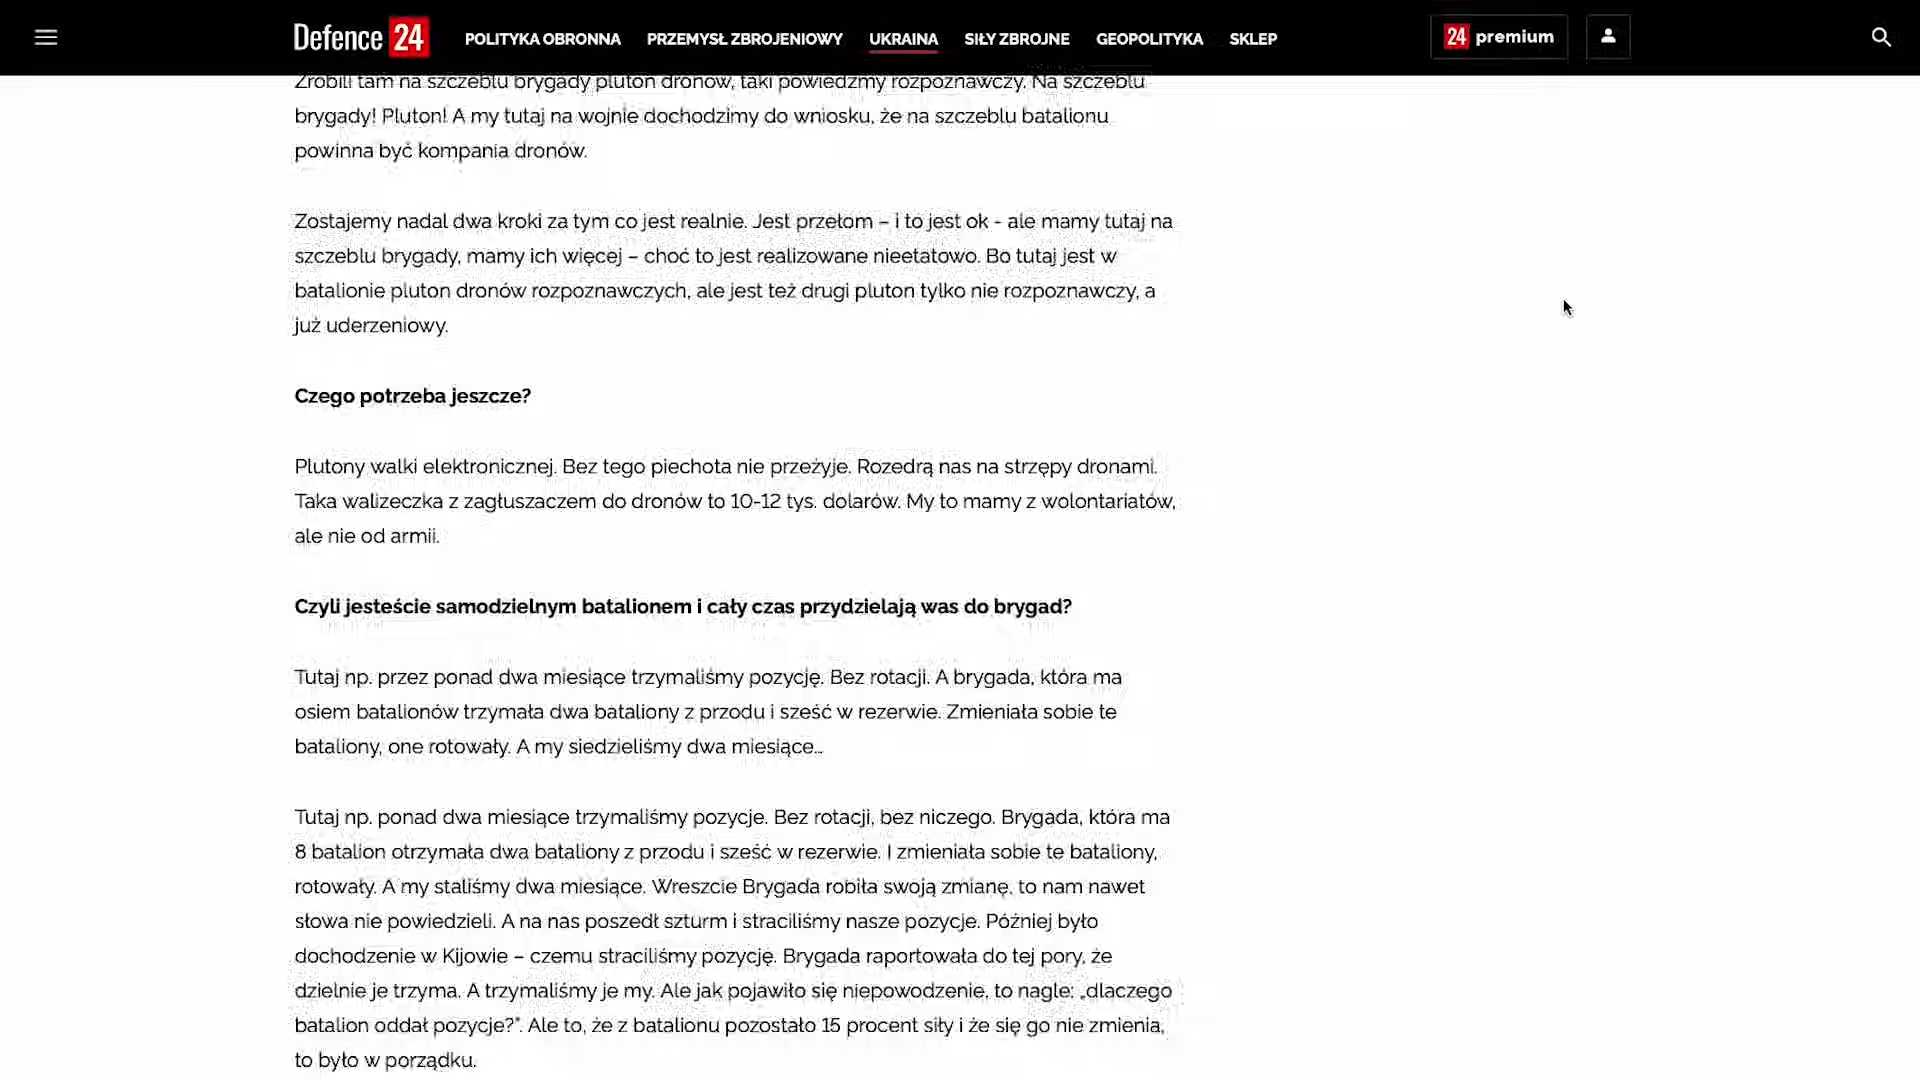 Defence 24
POLITYKA OBRONNA PRZEMYSŁ ZBROJENIOWY UKRAINA SIŁY ZBROJNE GEOPOLITYKA SKLEP
24 premium
Zrobili tam na szczeblu brygady pluton dronów, taki powiedzmy rozpoznawczy. Na szczeblu
brygady! Pluton! A my tutaj na wojnie dochodzimy do wniosku, że na szczeblu batalionu
powinna być kompania dronów.
Zostajemy nadal dwa kroki za tym co jest realnie. Jest przełom – i to jest ok - ale mamy tutaj na
szczeblu brygady, mamy ich więcej – choć to jest realizowane nieetatowo. Bo tutaj jest w
batalionie pluton dronów rozpoznawczych, ale jest też drugi pluton tylko nie rozpoznawczy, a
już uderzeniowy.
Czego potrzeba jeszcze?
Plutony walki elektronicznej. Bez tego piechota nie przeżyje. Rozedrą nas na strzępy dronami.
Taka walizeczka z zagłuszaczem do dronów to 10-12 tys. dolarów. My to mamy z wolontariatów,
ale nie od armii.
Czyli jesteście samodzielnym batalionem i cały czas przydzielają was do brygad?
Tutaj np. przez ponad dwa miesiące trzymaliśmy pozycję. Bez rotacji. A brygada, która ma
osiem batalionów trzymała dwa bataliony z przodu i sześć w rezerwie. Zmieniała sobie te
bataliony, one rotowały. A my siedzieliśmy dwa miesiące…
Tutaj np. ponad dwa miesiące trzymaliśmy pozycje. Bez rotacji, bez niczego. Brygada, która ma
8 batalion otrzymała dwa bataliony z przodu i sześć w rezerwie. I zmieniała sobie te bataliony,
rotowały. A my staliśmy dwa miesiące. Wreszcie Brygada robiła swoją zmianę, to nam nawet
słowa nie powiedzieli. A na nas poszedł szturm i straciliśmy nasze pozycje. Później było
dochodzenie w Kijowie – czemu straciliśmy pozycję. Brygada raportowała do tej pory, że
dzielnie je trzyma. A trzymaliśmy je my. Ale jak pojawiło się niepowodzenie, to nagle: „dlaczego
batalion oddał pozycje?”. Ale to, że z batalionu pozostało 15 procent siły i że się go nie zmienia,
to było w porządku.